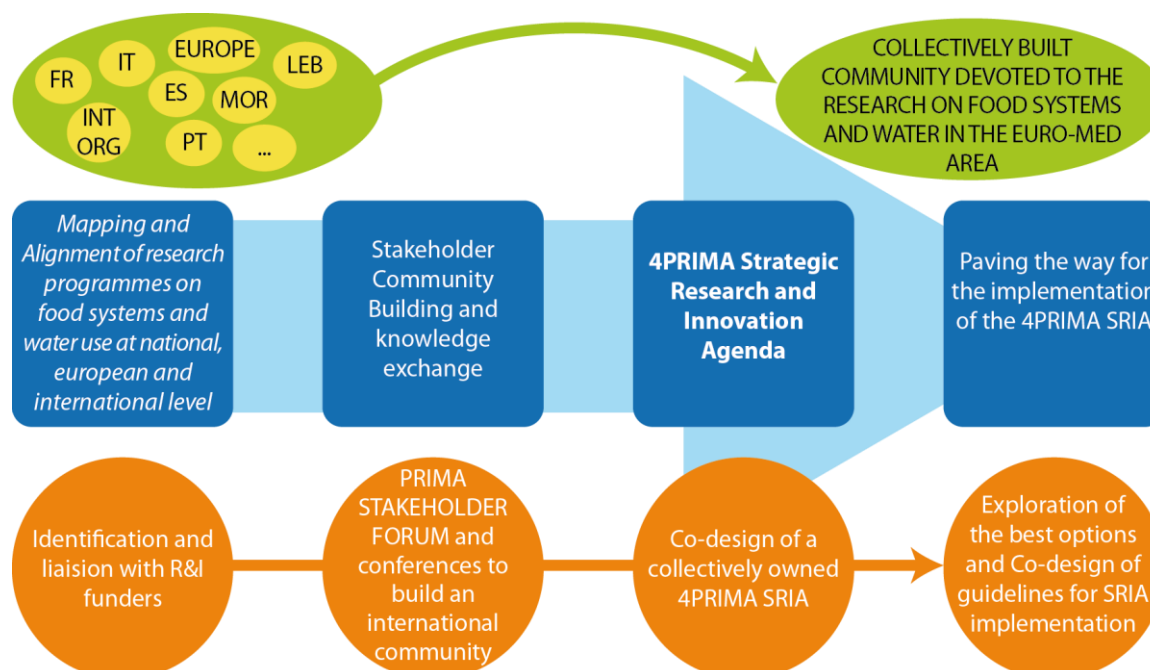 FR
IT
EUROPE
LEB
ES
MOR
INT
ORG
PT
...
COLLECTIVELY BUILT
COMMUNITY DEVOTED TO THE
RESEARCH ON FOOD SYSTEMS
AND WATER IN THE EURO-MED
AREA
Mapping and
Alignment of research
programmes on
food systems and
water use at national,
european and
international level
Stakeholder
Community
Building and
knowledge
exchange
4PRIMA Strategic
Research and
Innovation
Agenda
Paving the way for
the implementation
of the 4PRIMA SRIA
Identification and
liaision with R&I
funders
PRIMA
STAKEHOLDER
FORUM and
conferences to
build an
international
community
Co-design of a
collectively owned
4PRIMA SRIA
Exploration of
the best options
and Co-design of
guidelines for SRIA
implementation